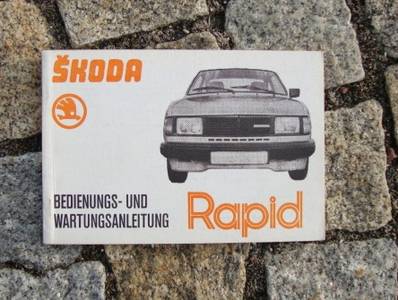 ŠKODA
BEDIENUNGS- UND
WARTUNGSANLEITUNG
Rapid